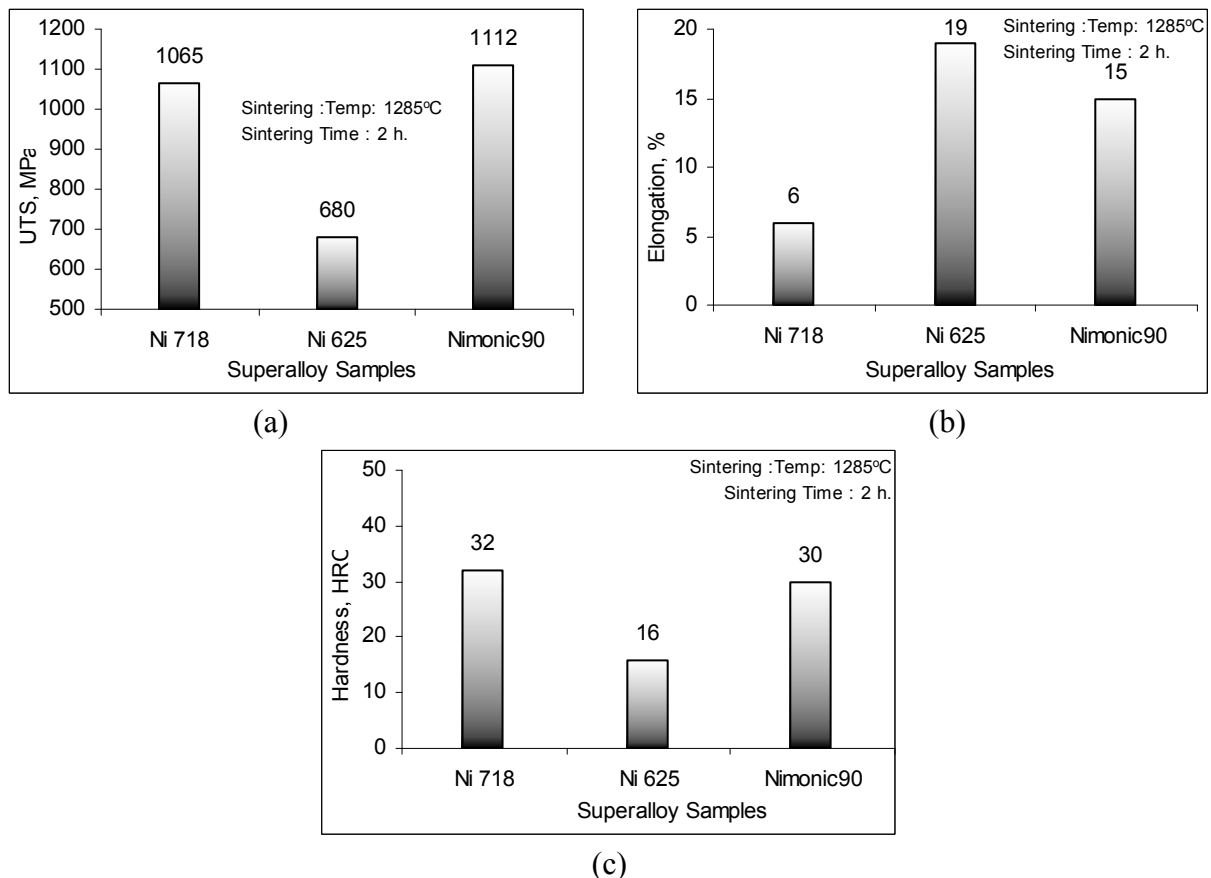 1200
1100
1000
900
800
700
600
500
UTS, MPa
1065
680
1112
Sintering :Temp: 1285ºC
Sintering Time : 2 h.
Ni 718
Ni 625
Nimonic90
Superalloy Samples
(a)
20
15
10
5
0
Elongation, %
6
19
15
Sintering :Temp: 1285ºC
Sintering Time : 2 h.
Ni 718
Ni 625
Nimonic90
Superalloy Samples
(b)
50
40
30
20
10
0
Hardness, HRC
32
16
30
Sintering :Temp: 1285ºC
Sintering Time : 2 h.
Ni 718
Ni 625
Nimonic90
Superalloy Samples
(c)